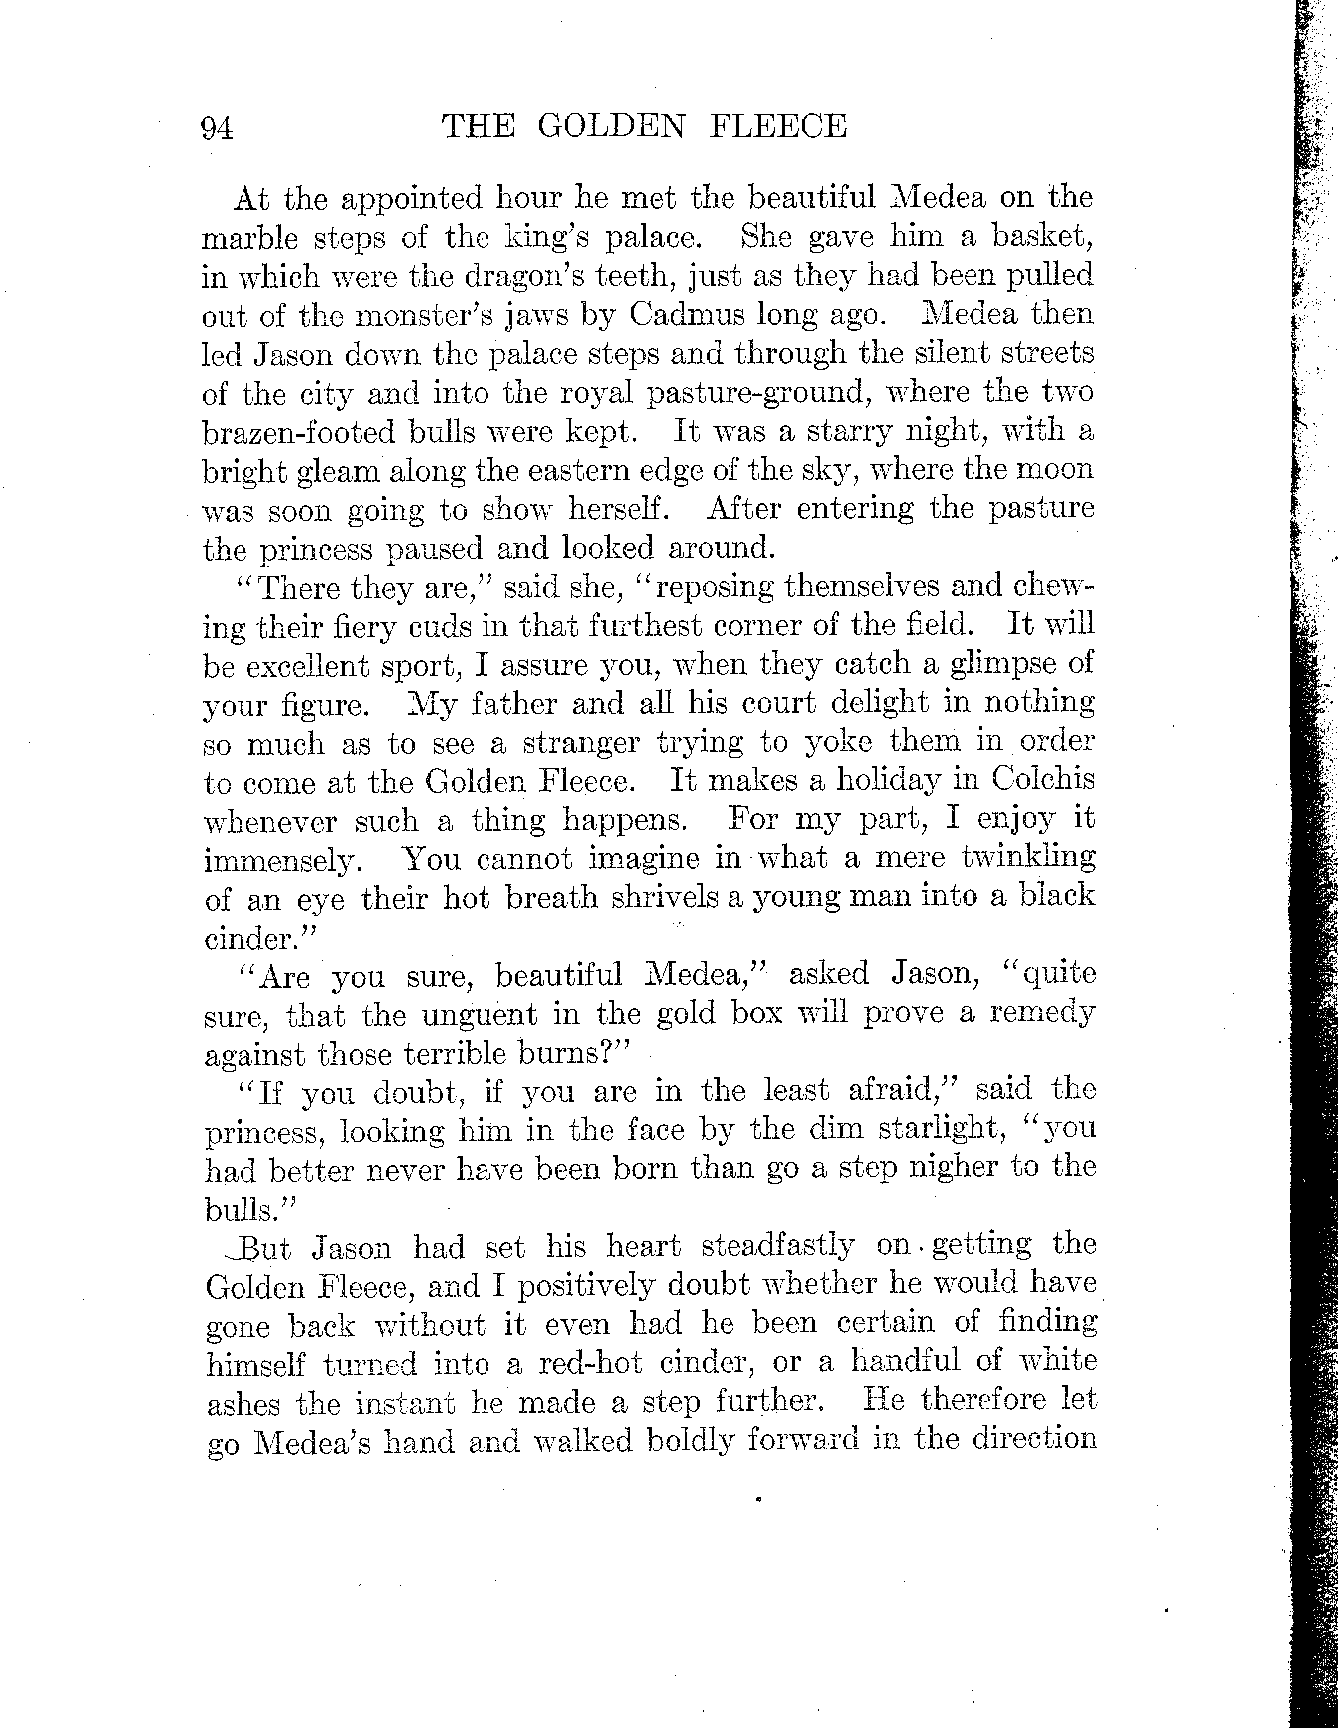 94 THE GOLDEN FLEECE
At the appointed hour he met the beautiful Medea on the
marble steps of the king's palace. She gave him a basket,
in which were the dragon's teeth, just as they had been pulled
out of the monster's jaws by Cadmus long ago. Medea then
led Jason down the palace steps and through the silent streets
of the city and into the royal pasture-ground, where the two
brazen-footed bulls were kept. It was a starry night, with a
bright gleam along the eastern edge of the sky, where the moon
was soon going to show herself. After entering the pasture
the princess paused and looked around.
“There they are,” said she, “reposing themselves and chew-
ing their fiery cuds in that furthest corner of the field. It will
be excellent sport, I assure you, when they catch a glimpse of
your figure. My father and all his court delight in nothing
so much as to see a stranger trying to yoke them in order
to come at the Golden Fleece. It makes a holiday in Colchis
whenever such a thing happens. For my part, I enjoy it
immensely. You cannot imagine in what a mere twinkling
of an eye their hot breath shrivels a young man into a black
cinder.”
“Are you sure, beautiful Medea,” asked Jason, “quite
sure, that the unguent in the gold box will prove a remedy
against those terrible burns?”
“If you doubt, if you are in the least afraid,” said the
princess, looking him in the face by the dim starlight, “you
had better never have been born than go a step nigher to the
bulls.”
But Jason had set his heart steadfastly on getting the
Golden Fleece, and I positively doubt whether he would have
gone back without it even had he been certain of finding
himself turned into a red-hot cinder, or a handful of white
ashes the instant he made a step further. He therefore let
go Medea's hand and walked boldly forward in the direction